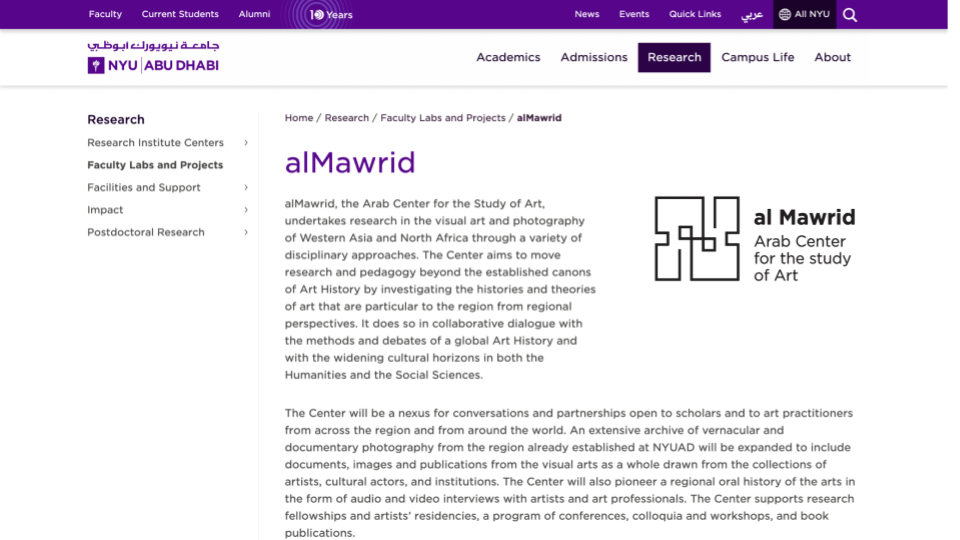 Faculty Current Students Alumni 10 Years News Events Quick Links عربي All NYU
جامعة نيويورك أبوظبي
NYU ABU DHABI
Academics Admissions Research Campus Life About
Research
Research Institute Centers
Faculty Labs and Projects
Facilities and Support
Impact
Postdoctoral Research
Home / Research / Faculty Labs and Projects / alMawrid
alMawrid
alMawrid, the Arab Center for the Study of Art,
undertakes research in the visual art and photography
of Western Asia and North Africa through a variety of
disciplinary approaches. The Center aims to move
research and pedagogy beyond the established canons
of Art History by investigating the histories and theories
of art that are particular to the region from regional
perspectives. It does so in collaborative dialogue with
the methods and debates of a global Art History and
with the widening cultural horizons in both the
Humanities and the Social Sciences.
al Mawrid
Arab Center
for the study
of Art
The Center will be a nexus for conversations and partnerships open to scholars and to art practitioners
from across the region and from around the world. An extensive archive of vernacular and
documentary photography from the region already established at NYUAD will be expanded to include
documents, images and publications from the visual arts as a whole drawn from the collections of
artists, cultural actors, and institutions. The Center will also pioneer a regional oral history of the arts in
the form of audio and video interviews with artists and art professionals. The Center supports research
fellowships and artists' residencies, a program of conferences, colloquia and workshops, and book
publications.